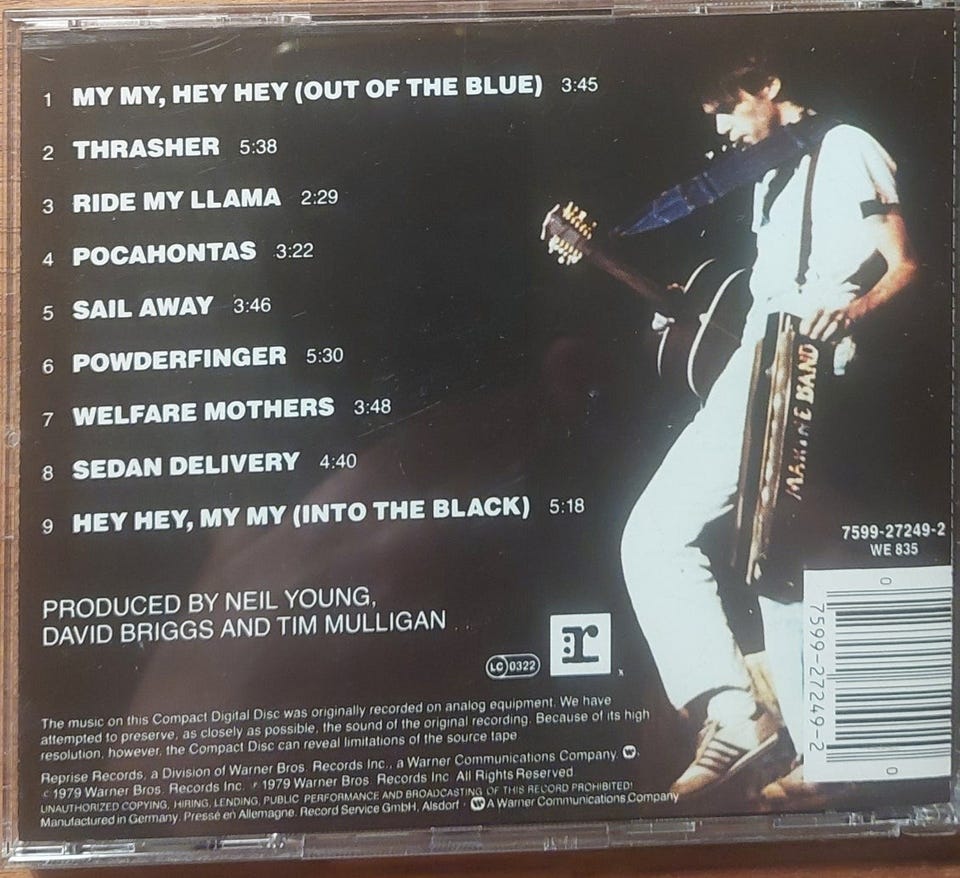 1 MY MY, HEY HEY (OUT OF THE BLUE) 3:45
2 THRASHER 5:38
3 RIDE MY LLAMA 2:29
4 POCAHONTAS 3:22
5 SAIL AWAY 3:46
6 POWDERFINGER 5:30
7 WELFARE MOTHERS 3:48
8 SEDAN DELIVERY 4:40
9 HEY HEY, MY MY (INTO THE BLACK) 5:18
MARINE BAND
7599-27249-2
WE 835
PRODUCED BY NEIL YOUNG,
DAVID BRIGGS AND TIM MULLIGAN
LC 0322
:r
0 7599-27249-2 0
The music on this Compact Digital Disc was originally recorded on analog equipment. We have
attempted to preserve, as closely as possible, the sound of the original recording. Because of its high
resolution, however, the Compact Disc can reveal limitations of the source tape.
Reprise Records, a Division of Warner Bros. Records Inc., a Warner Communications Company.
© 1979 Warner Bros. Records Inc. ℗ 1979 Warner Bros. Records Inc. All Rights Reserved.
UNAUTHORIZED COPYING, HIRING, LENDING, PUBLIC PERFORMANCE AND BROADCASTING OF THIS RECORD PROHIBITED!
Manufactured in Germany. Pressé en Allemagne. Record Service GmbH, Alsdorf · A Warner Communications Company